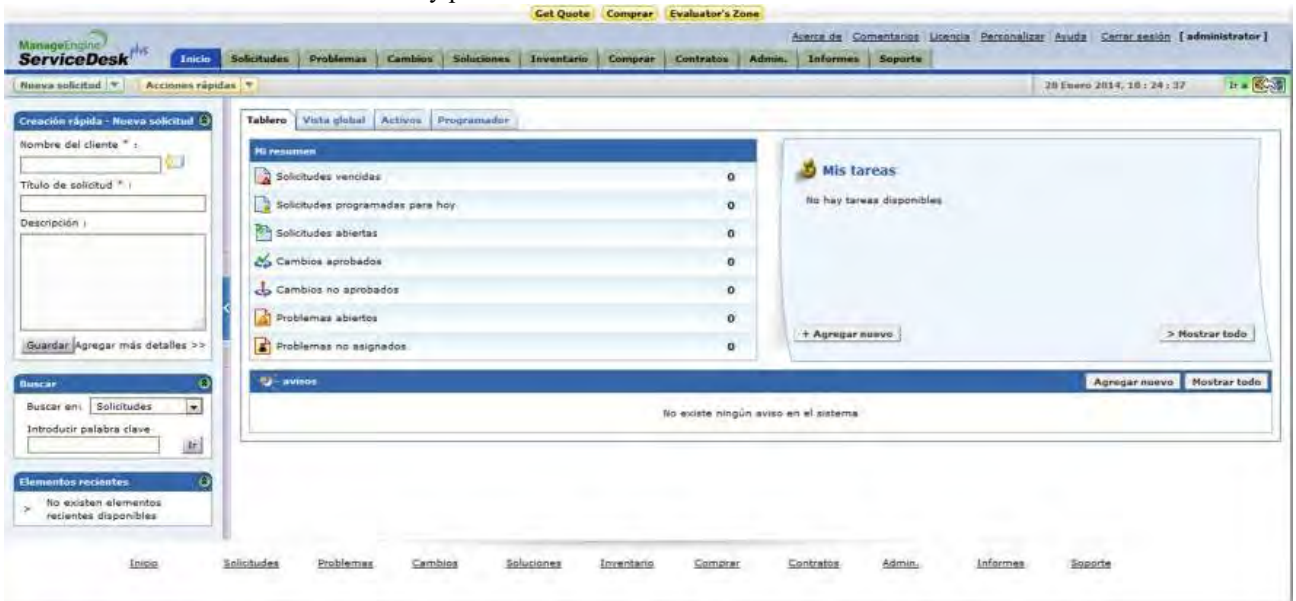 y p
Get Quote Comprar Evaluator's Zone
Acerca de Comentarios Licencia Personalizar Ayuda Cerrar sesión [ administrator ]
ManageEngine
ServiceDesk plus
Inicio Solicitudes Problemas Cambios Soluciones Inventario Comprar Contratos Admin. Informes Soporte
Nueva solicitud Acciones rápidas 28 Enero 2014, 18 : 24 : 37 Ir a
Creación rápida - Nueva solicitud
Nombre del cliente * :
Título de solicitud * :
Descripción :
Guardar Agregar más detalles >>
Buscar
Buscar en: Solicitudes
Introducir palabra clave
Ir
Elementos recientes
> No existen elementos
recientes disponibles
Tablero Vista global Activos Programador
Mi resumen
Solicitudes vencidas 0
Solicitudes programadas para hoy 0
Solicitudes abiertas 0
Cambios aprobados 0
Cambios no aprobados 0
Problemas abiertos 0
Problemas no asignados 0
Mis tareas
No hay tareas disponibles
+ Agregar nuevo > Mostrar todo
avisos Agregar nuevo Mostrar todo
No existe ningún aviso en el sistema
Inicio Solicitudes Problemas Cambios Soluciones Inventario Comprar Contratos Admin. Informes Soporte